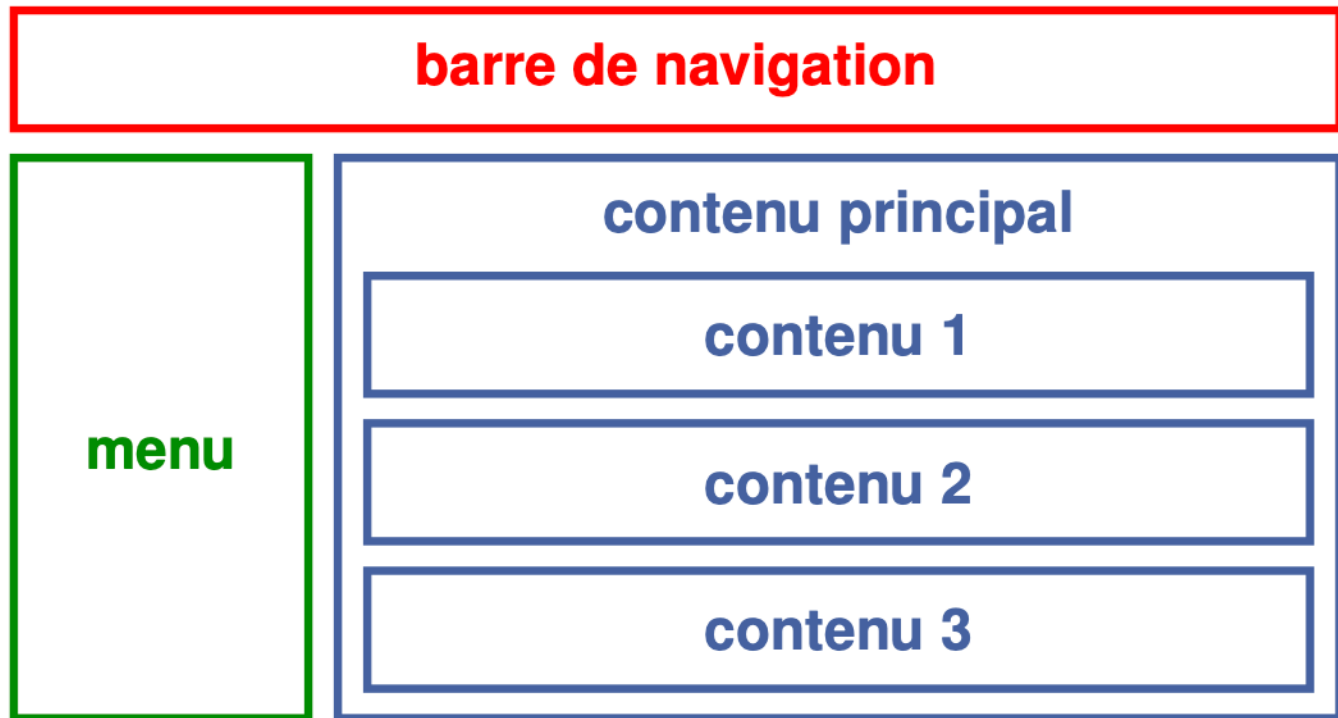 barre de navigation
menu
contenu principal
contenu 1
contenu 2
contenu 3